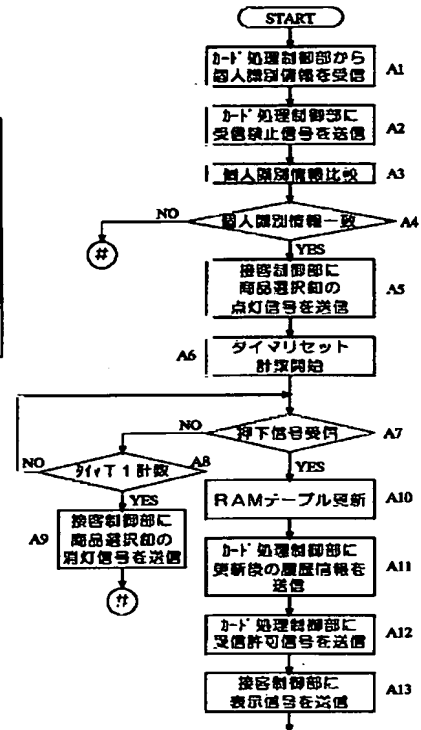 START
ｶｰﾄﾞ処理制御部から
個人識別情報を受信
A1
ｶｰﾄﾞ処理制御部に
受信禁止信号を送信
A2
個人識別情報比較
A3
個人識別情報一致
A4
NO
#
YES
接客制御部に
商品選択釦の
点灯信号を送信
A5
タイマリセット
計数開始
A6
押下信号受信
A7
NO
YES
ﾀｲﾏT1計数
A8
NO
YES
接客制御部に
商品選択釦の
消灯信号を送信
A9
#
RAMテーブル更新
A10
ｶｰﾄﾞ処理制御部に
更新後の履歴情報を
送信
A11
ｶｰﾄﾞ処理制御部に
受信許可信号を送信
A12
接客制御部に
表示信号を送信
A13